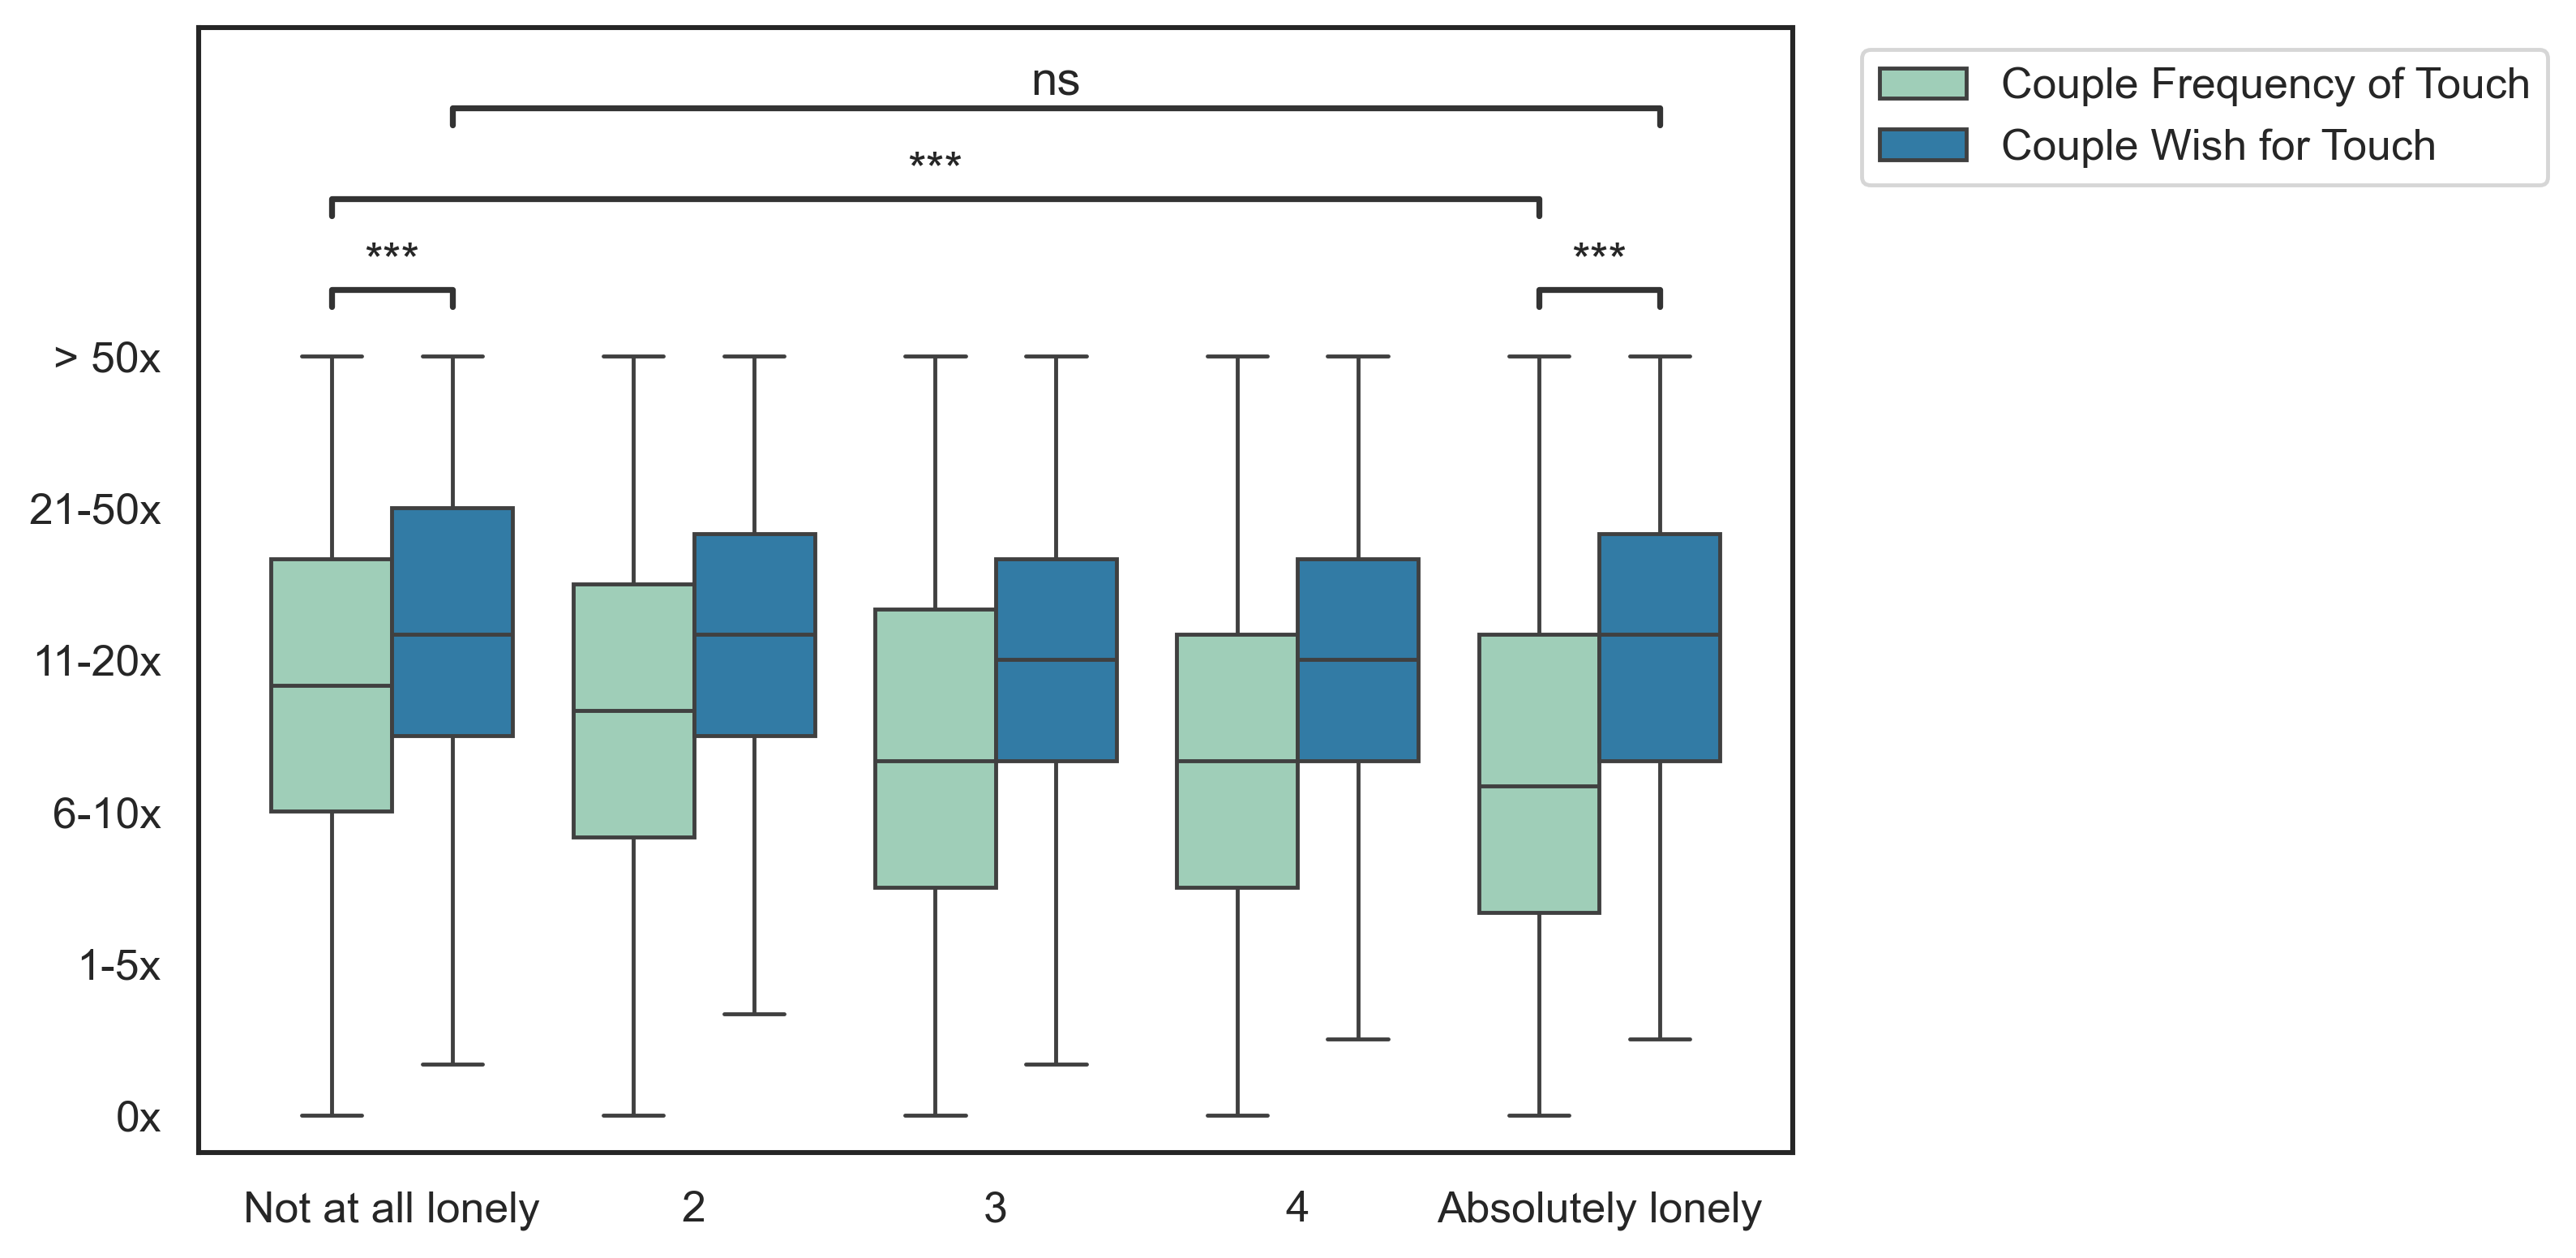 ns
***
***
***
> 50x
21-50x
11-20x
6-10x
1-5x
0x
Not at all lonely
2
3
4
Absolutely lonely
Couple Frequency of Touch
Couple Wish for Touch